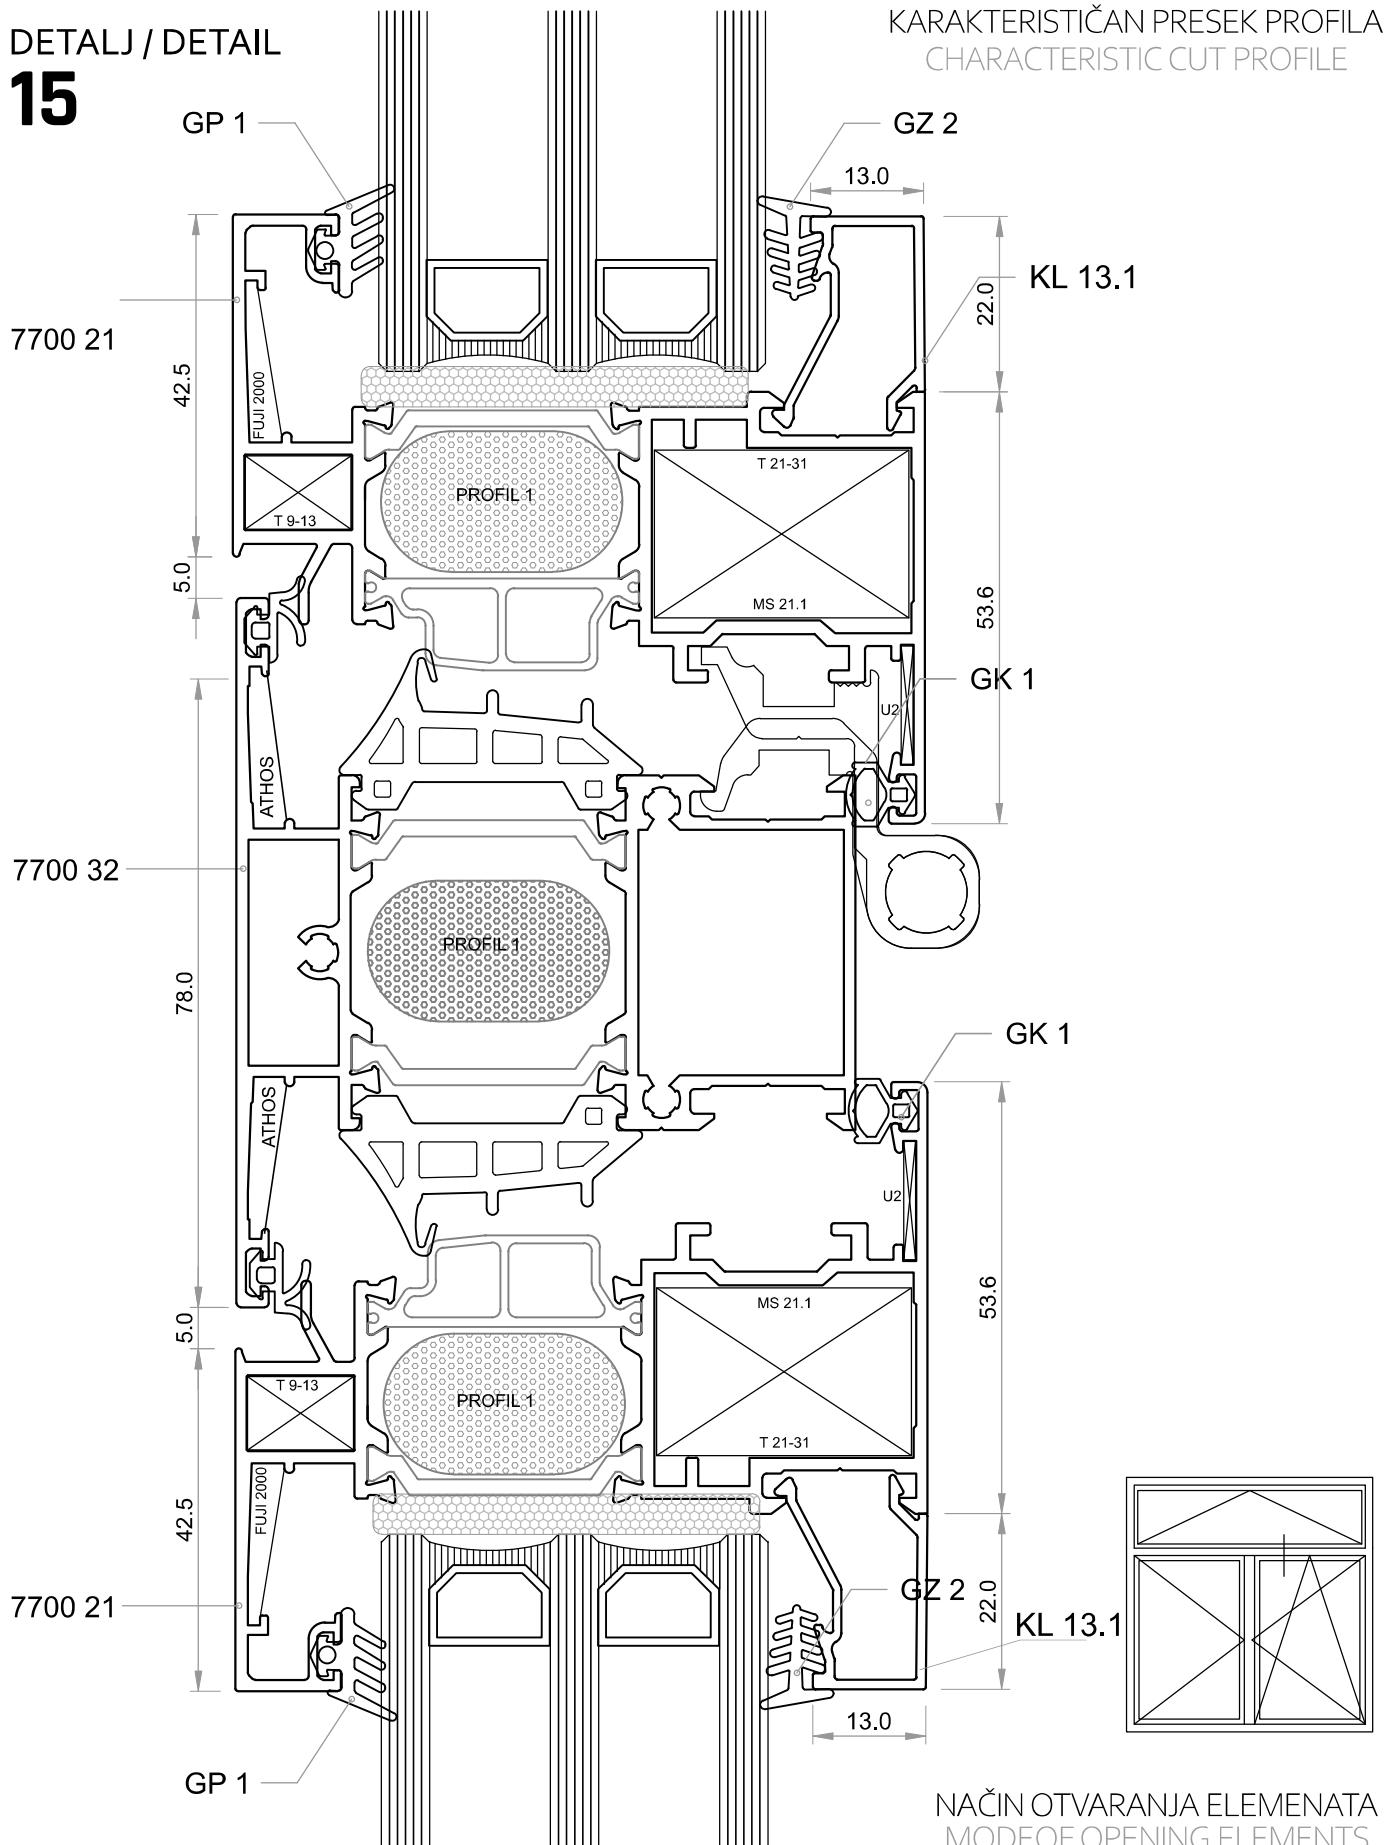 DETALJ / DETAIL
15
KARAKTERISTIČAN PRESEK PROFILA
CHARACTERISTIC CUT PROFILE
GP 1
GZ 2
13.0
KL 13.1
22.0
7700 21
42.5
FUJI 2000
T 9-13
PROFIL 1
T 21-31
MS 21.1
5.0
53.6
GK 1
U2
ATHOS
7700 32
PROFIL 1
78.0
GK 1
ATHOS
U2
53.6
MS 21.1
5.0
T 9-13
PROFIL 1
T 21-31
42.5
FUJI 2000
7700 21
GZ 2
22.0
KL 13.1
13.0
GP 1
NAČIN OTVARANJA ELEMENATA
MODEOF OPENING ELEMENTS